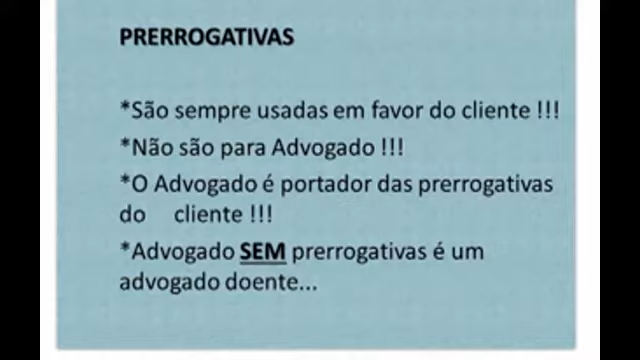 PRERROGATIVAS
*São sempre usadas em favor do cliente !!!
*Não são para Advogado !!!
*O Advogado é portador das prerrogativas
do cliente !!!
*Advogado SEM prerrogativas é um
advogado doente...